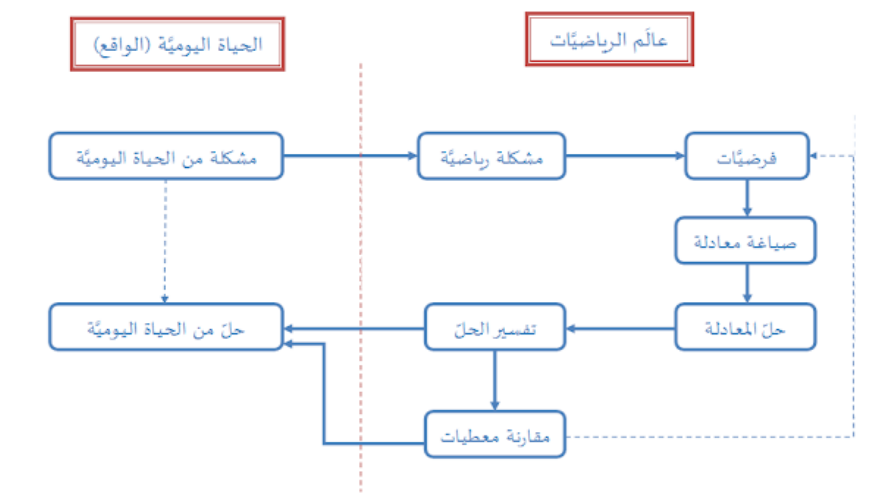 عالَم الرياضيَّات
الحياة اليوميَّة (الواقع)
فرضيَّات
مشكلة رياضيَّة
مشكلة من الحياة اليوميَّة
صياغة معادلة
حلّ المعادلة
تفسير الحلّ
حلّ من الحياة اليوميَّة
مقارنة معطيات